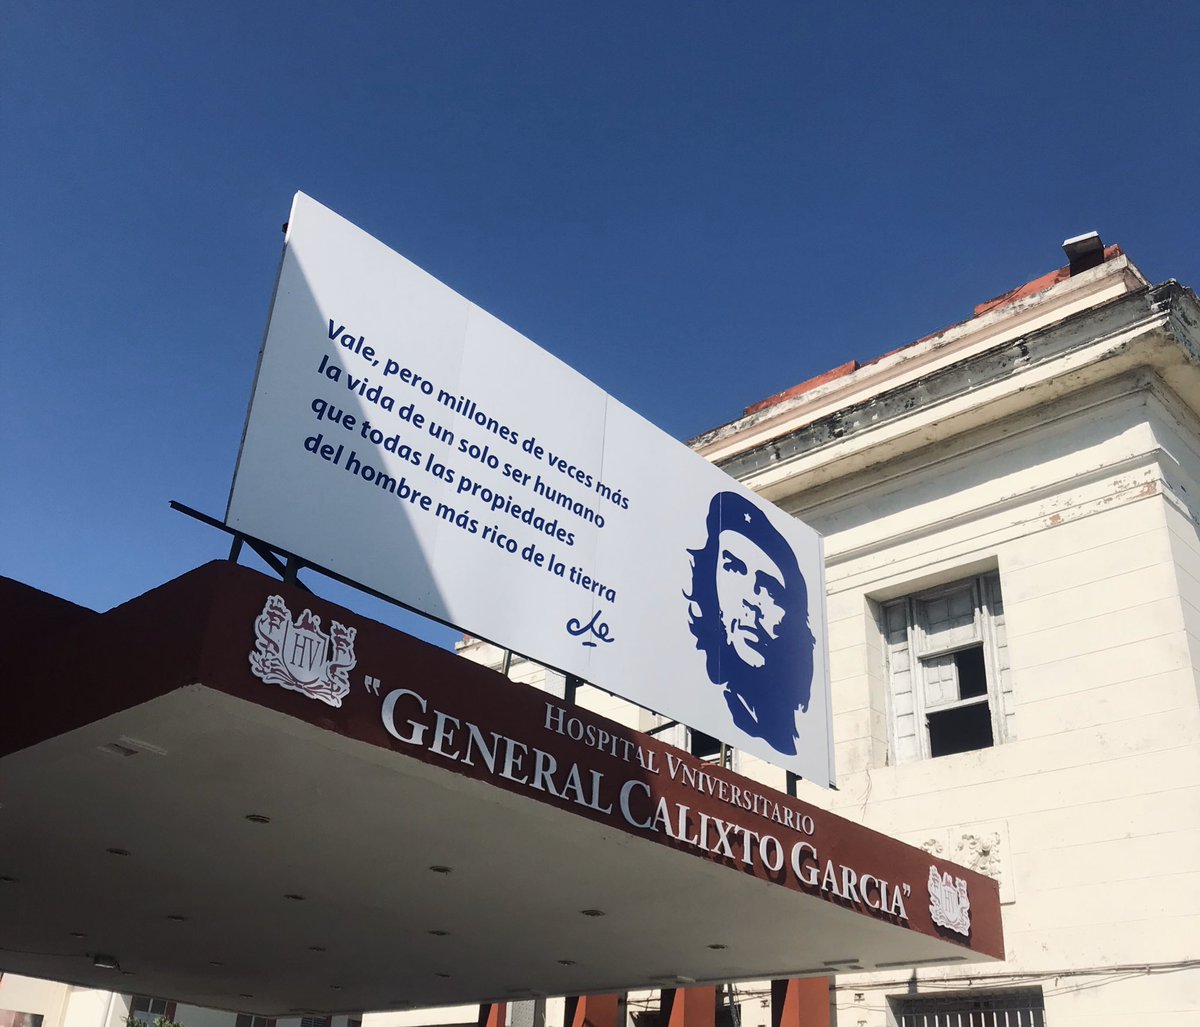 Vale, pero millones de veces más
la vida de un solo ser humano
que todas las propiedades
del hombre más rico de la tierra
che
HV
HOSPITAL VNIVERSITARIO
"GENERAL CALIXTO GARCIA"
HV